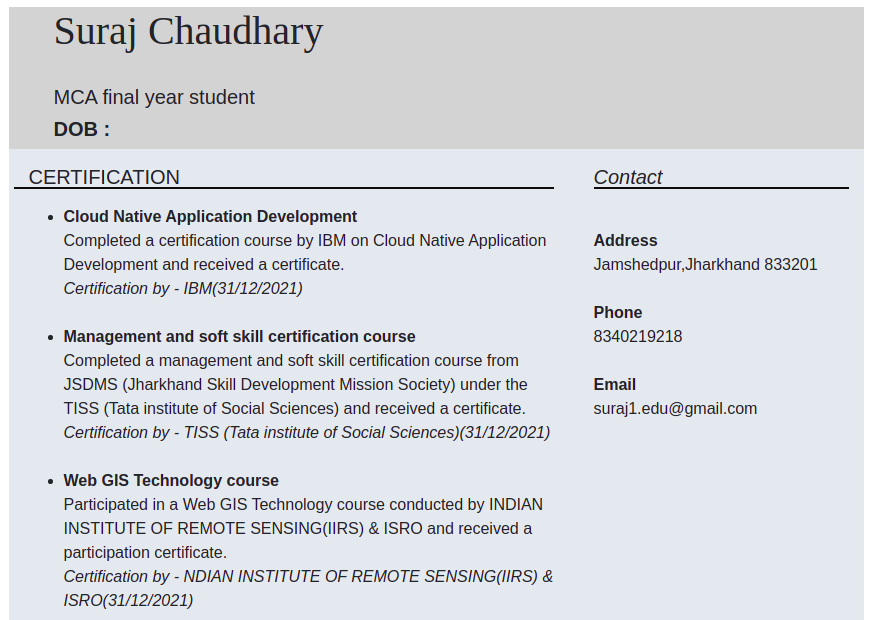 Suraj Chaudhary
MCA final year student
DOB :
CERTIFICATION
Cloud Native Application Development
Completed a certification course by IBM on Cloud Native Application
Development and received a certificate.
Certification by - IBM(31/12/2021)
Management and soft skill certification course
Completed a management and soft skill certification course from
JSDMS (Jharkhand Skill Development Mission Society) under the
TISS (Tata institute of Social Sciences) and received a certificate.
Certification by - TISS (Tata institute of Social Sciences)(31/12/2021)
Web GIS Technology course
Participated in a Web GIS Technology course conducted by INDIAN
INSTITUTE OF REMOTE SENSING(IIRS) & ISRO and received a
participation certificate.
Certification by - NDIAN INSTITUTE OF REMOTE SENSING(IIRS) &
ISRO(31/12/2021)
Contact
Address
Jamshedpur,Jharkhand 833201
Phone
8340219218
Email
suraj1.edu@gmail.com